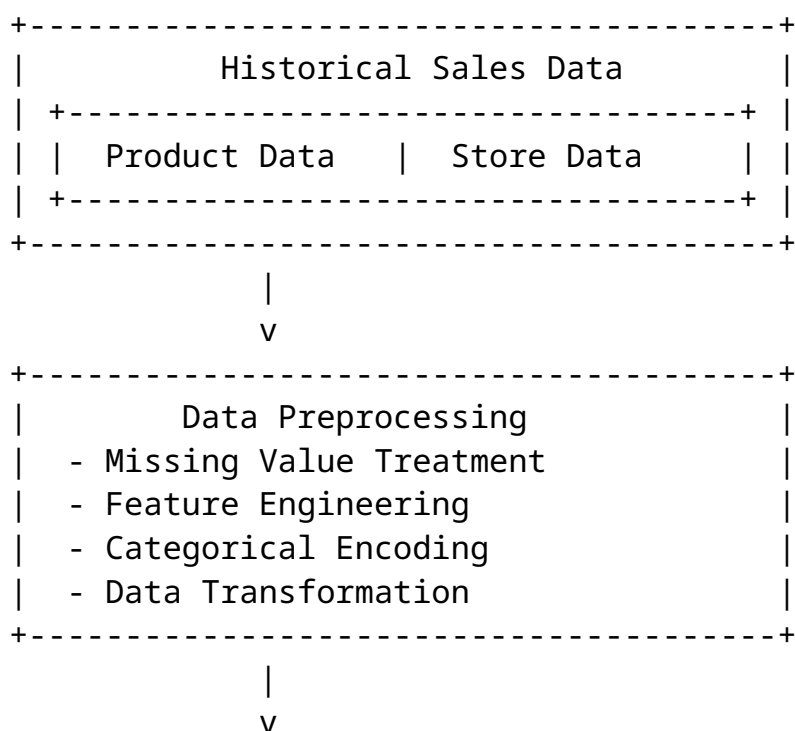 +------------------------------------+
|          Historical Sales Data        |
| +---------------------------------+ |
| |  Product Data   |  Store Data     | |
| +---------------------------------+ |
+------------------------------------+
            |
            v
+------------------------------------+
|        Data Preprocessing             |
|  - Missing Value Treatment            |
|  - Feature Engineering                |
|  - Categorical Encoding               |
|  - Data Transformation                |
+------------------------------------+
            |
            v